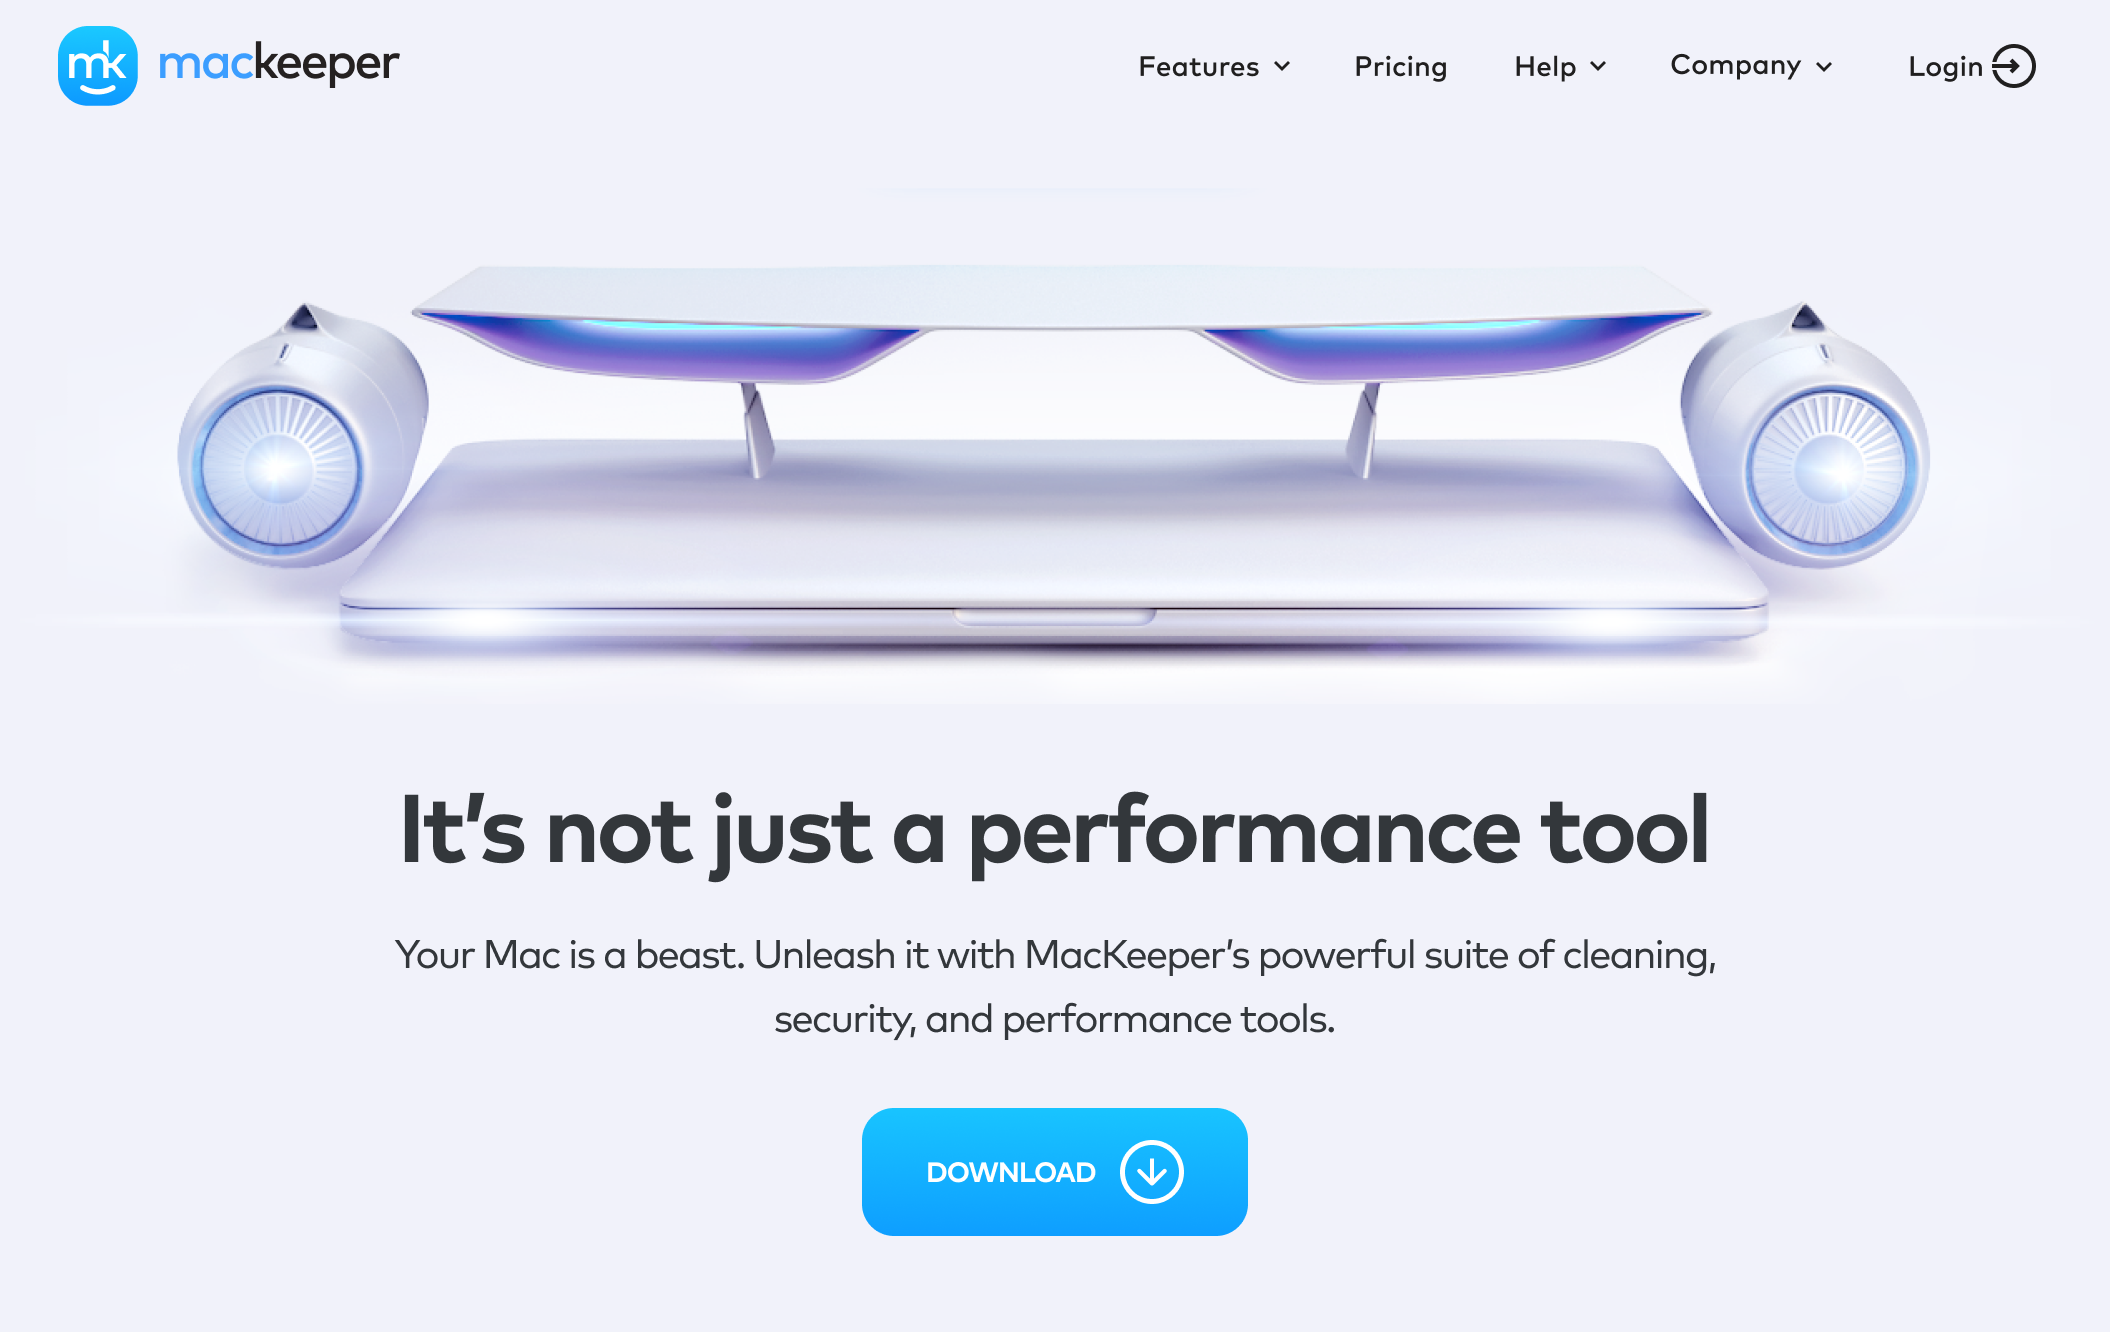 mk mackeeper
Features Pricing Help Company Login
It's not just a performance tool
Your Mac is a beast. Unleash it with MacKeeper's powerful suite of cleaning,
security, and performance tools.
DOWNLOAD